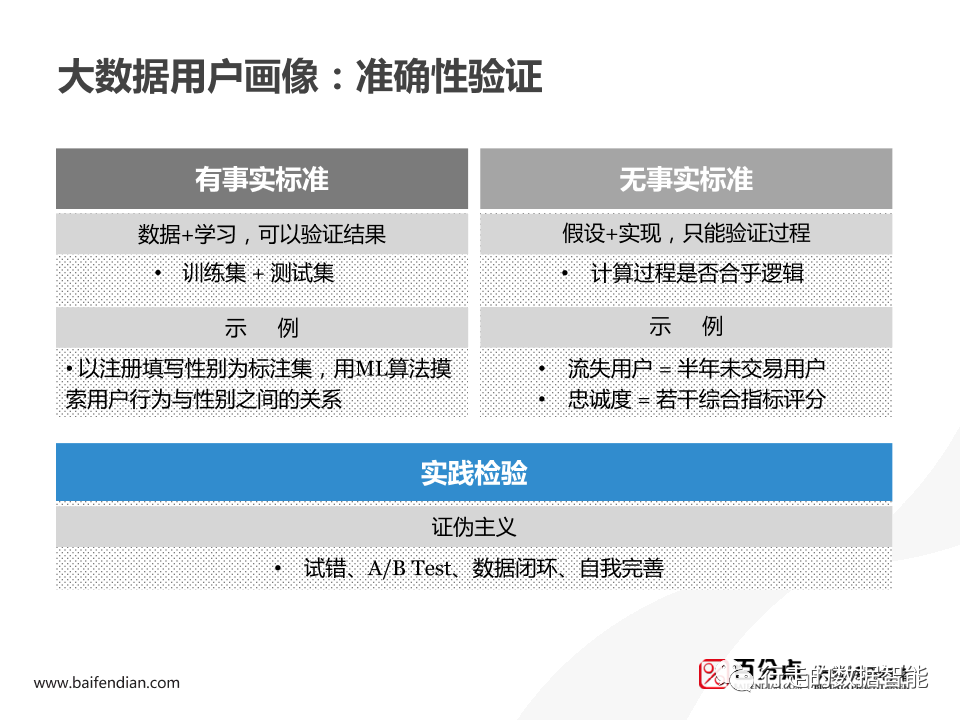 大数据用户画像：准确性验证
有事实标准
数据+学习，可以验证结果
• 训练集 + 测试集
示 例
• 以注册填写性别为标注集，用ML算法摸
索用户行为与性别之间的关系
无事实标准
假设+实现，只能验证过程
• 计算过程是否合乎逻辑
示 例
• 流失用户 = 半年未交易用户
• 忠诚度 = 若干综合指标评分
实践检验
证伪主义
• 试错、A/B Test、数据闭环、自我完善
www.baifendian.com
百分点
行走的数据智能